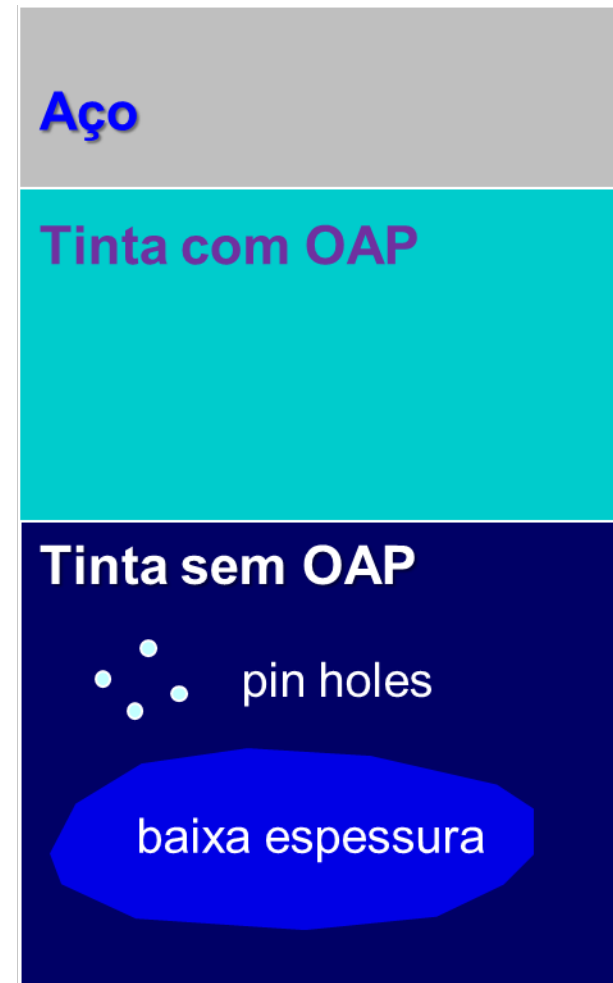 Aço
Tinta com OAP
Tinta sem OAP
pin holes
baixa espessura